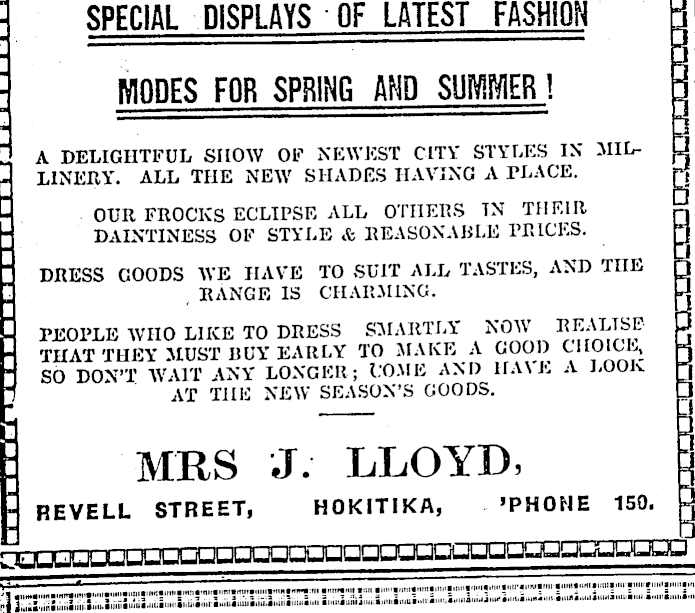 SPECIAL DISPLAYS OF LATEST FASHION
MODES FOR SPRING AND SUMMER!
A DELIGHTFUL SHOW OF NEWEST CITY STYLES IN MIL-
LINERY. ALL THE NEW SHADES HAVING A PLACE.
OUR FROCKS ECLIPSE ALL OTHERS IN THEIR
DAINTINESS OF STYLE & REASONABLE PRICES.
DRESS GOODS WE HAVE TO SUIT ALL TASTES, AND THE
RANGE IS CHARMING.
PEOPLE WHO LIKE TO DRESS SMARTLY NOW REALISE
THAT THEY MUST BUY EARLY TO MAKE A GOOD CHOICE,
SO DON'T WAIT ANY LONGER; COME AND HAVE A LOOK
AT THE NEW SEASON'S GOODS.
MRS J. LLOYD,
REVELL STREET, HOKITIKA, 'PHONE 150.